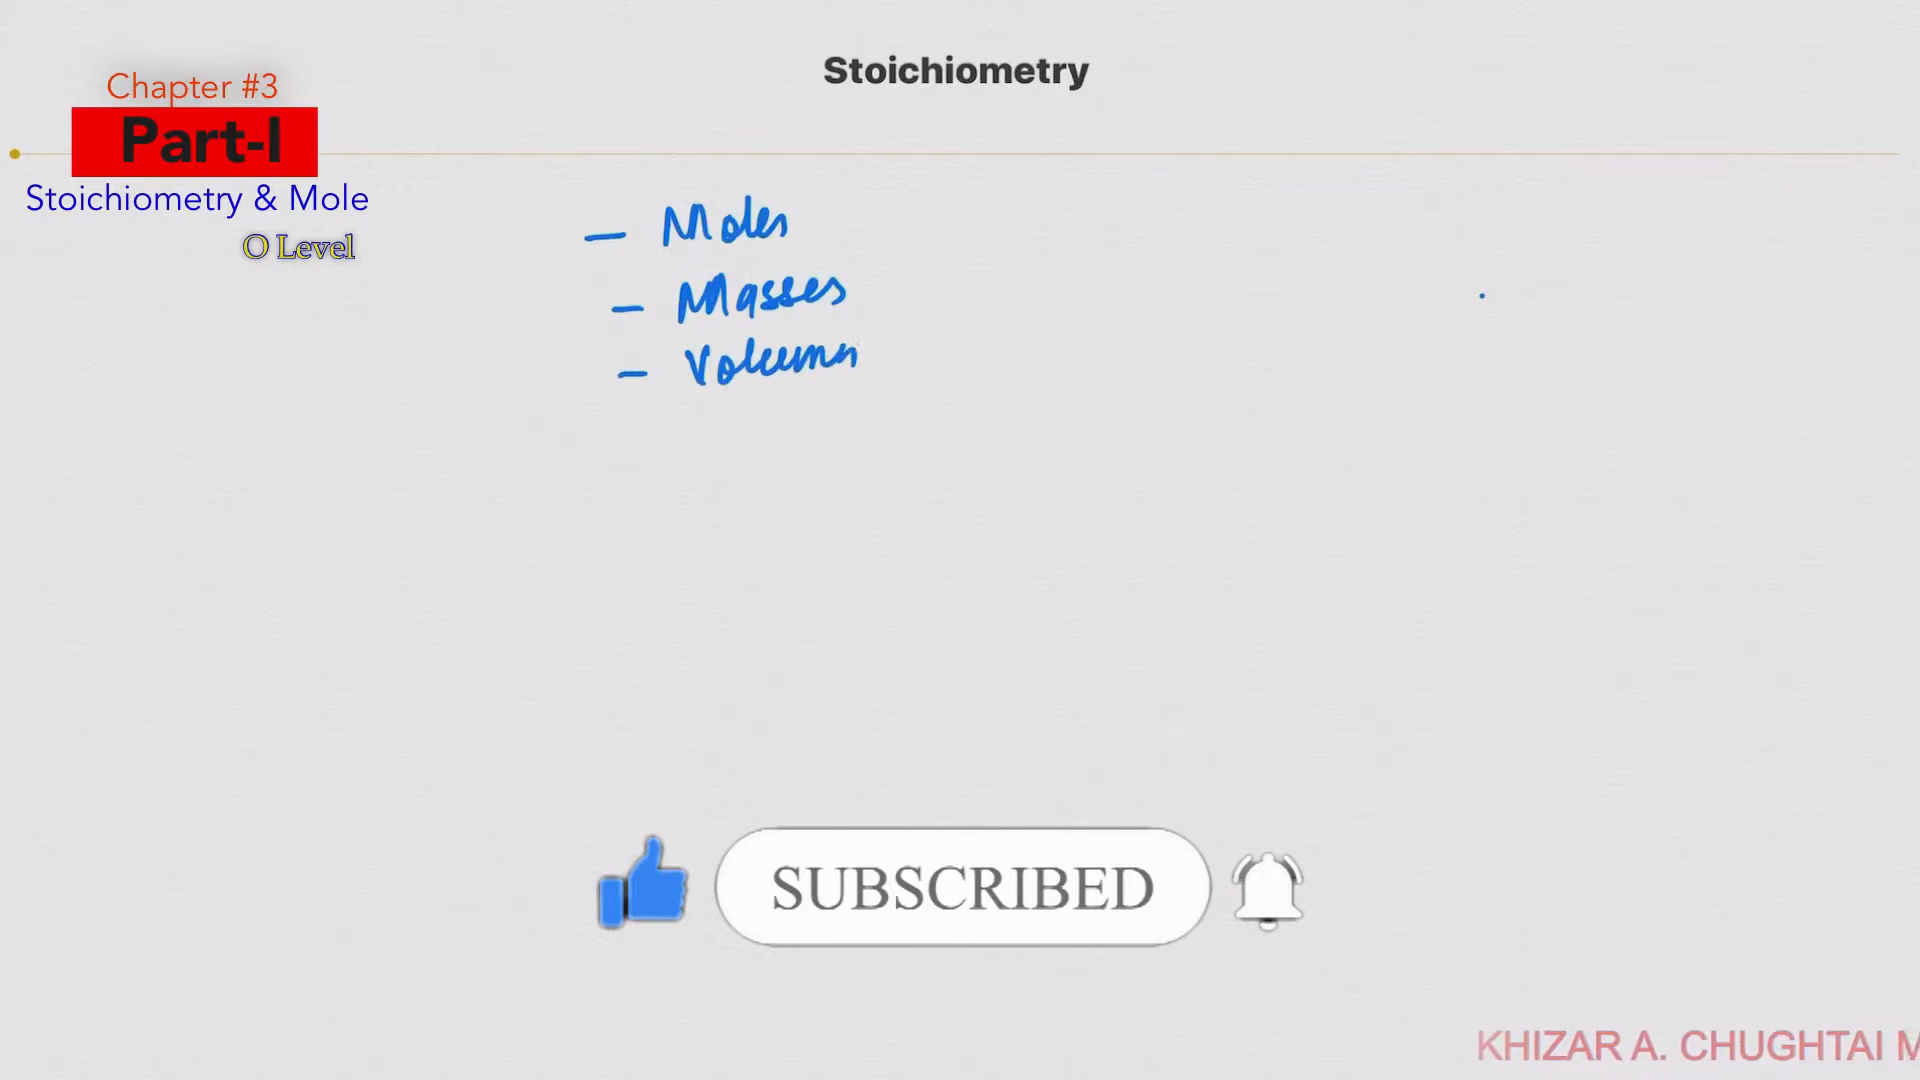 Stoichiometry
Chapter #3
Part-I
Stoichiometry & Mole
O Level
– Moles
– Masses
– Volumes
SUBSCRIBED
KHIZAR A. CHUGHTAI M